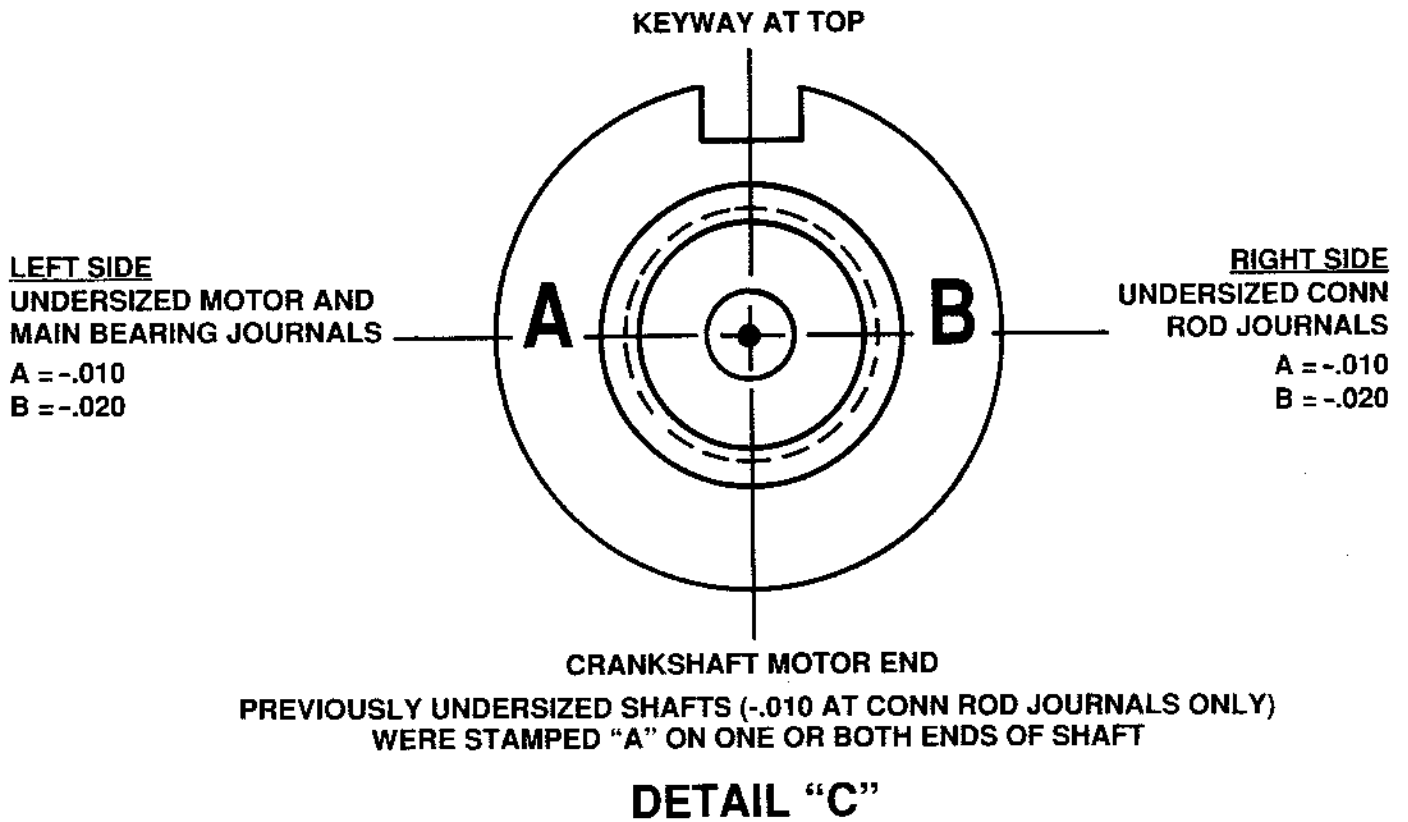 KEYWAY AT TOP
LEFT SIDE
UNDERSIZED MOTOR AND
MAIN BEARING JOURNALS
A = -.010
B = -.020
A
B
RIGHT SIDE
UNDERSIZED CONN
ROD JOURNALS
A = -.010
B = -.020
CRANKSHAFT MOTOR END
PREVIOUSLY UNDERSIZED SHAFTS (-.010 AT CONN ROD JOURNALS ONLY)
WERE STAMPED “A” ON ONE OR BOTH ENDS OF SHAFT
DETAIL “C”